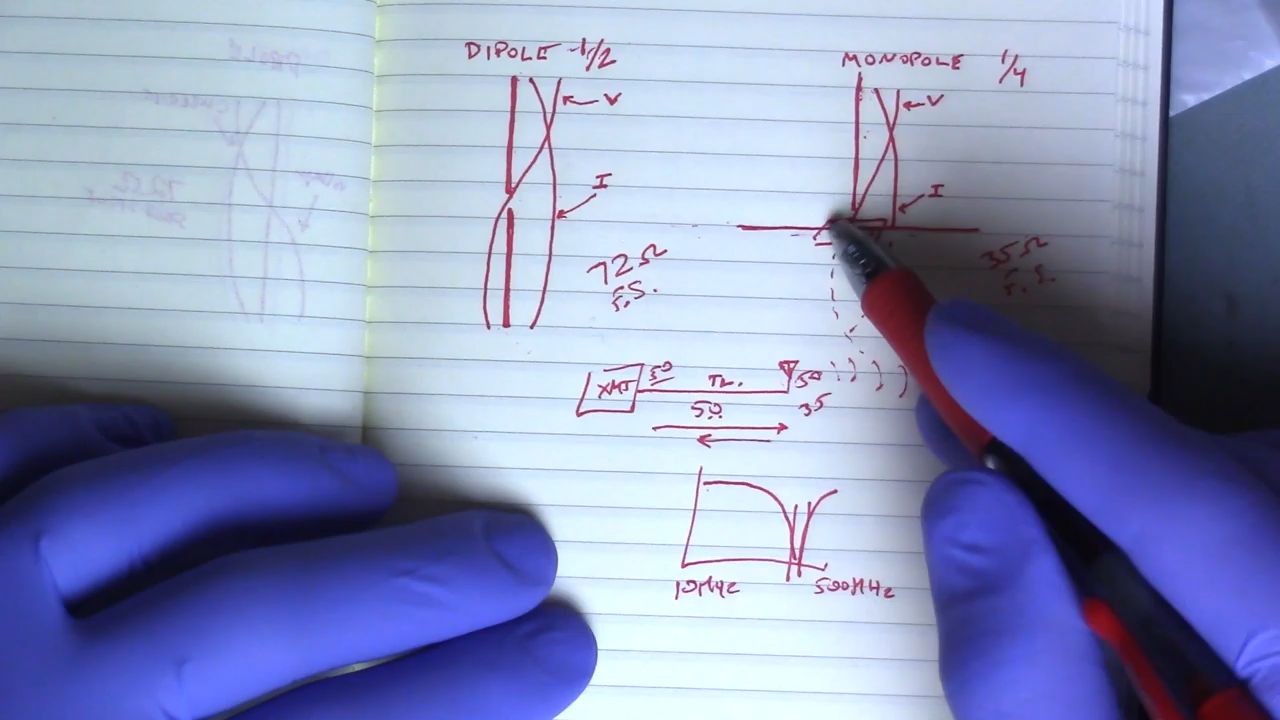 DIPOLE 1/2
V
I
72Ω
F.S.
MONOPOLE 1/4
V
I
35Ω
F.S.
XMT 50 TL. 50
50 35
10MHz 500MHz